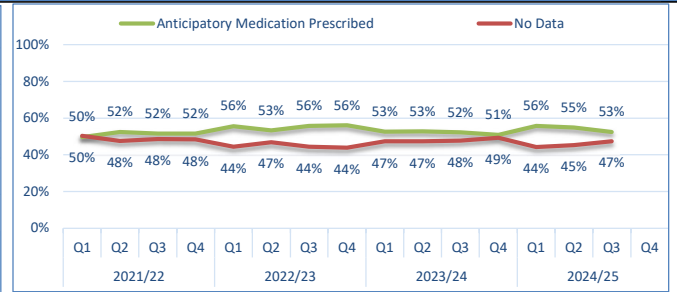 Anticipatory Medication Prescribed No Data
100%
80%
60%
40%
20%
0%
50% 52% 52% 52% 56% 53% 56% 56% 53% 53% 52% 51% 56% 55% 53%
50% 48% 48% 48% 44% 47% 44% 44% 47% 47% 48% 49% 44% 45% 47%
Q1 Q2 Q3 Q4 Q1 Q2 Q3 Q4 Q1 Q2 Q3 Q4 Q1 Q2 Q3 Q4
2021/22 2022/23 2023/24 2024/25